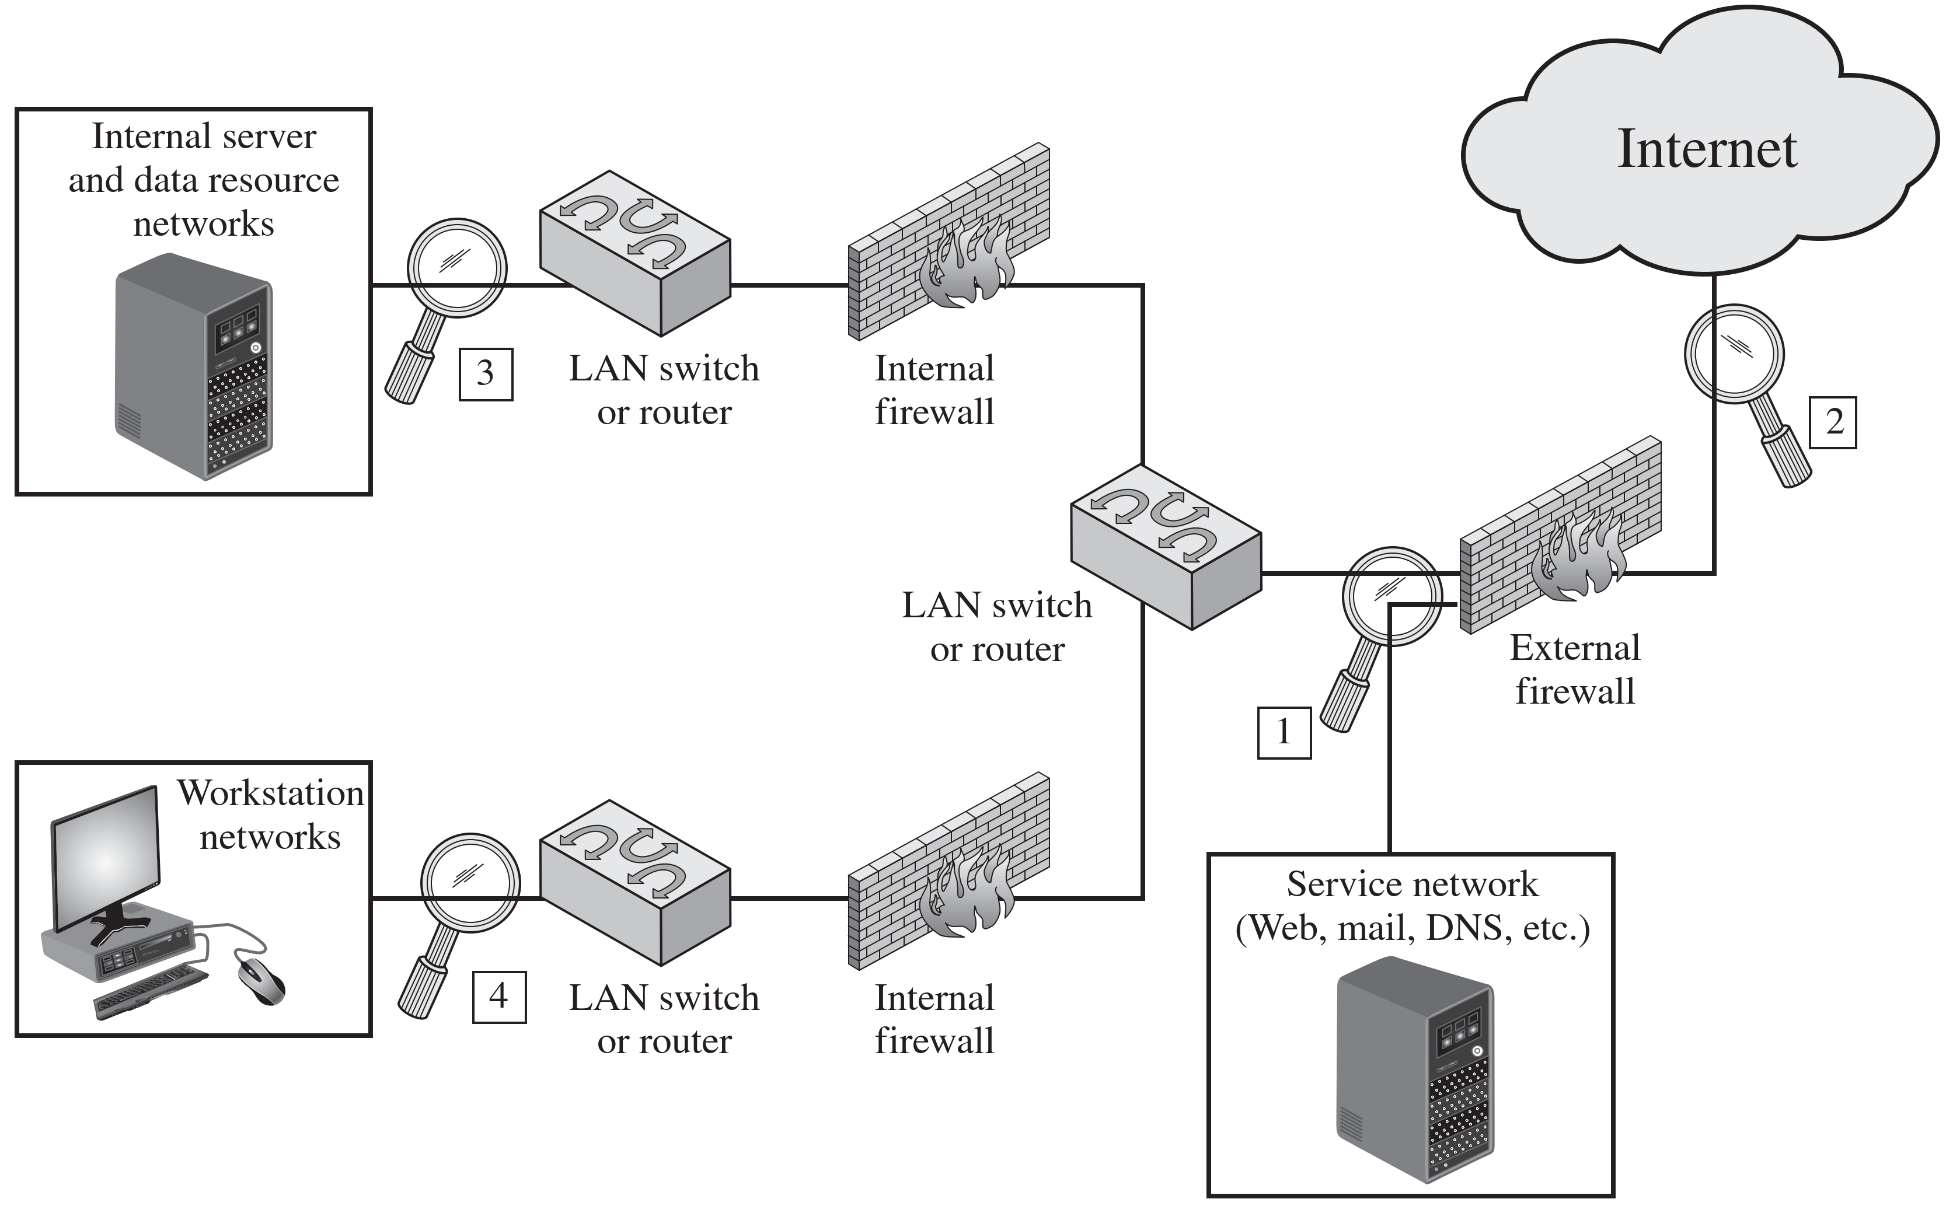 Internet
Internal server
and data resource
networks
3
LAN switch
or router
Internal
firewall
2
LAN switch
or router
External
firewall
1
Workstation
networks
4
LAN switch
or router
Internal
firewall
Service network
(Web, mail, DNS, etc.)